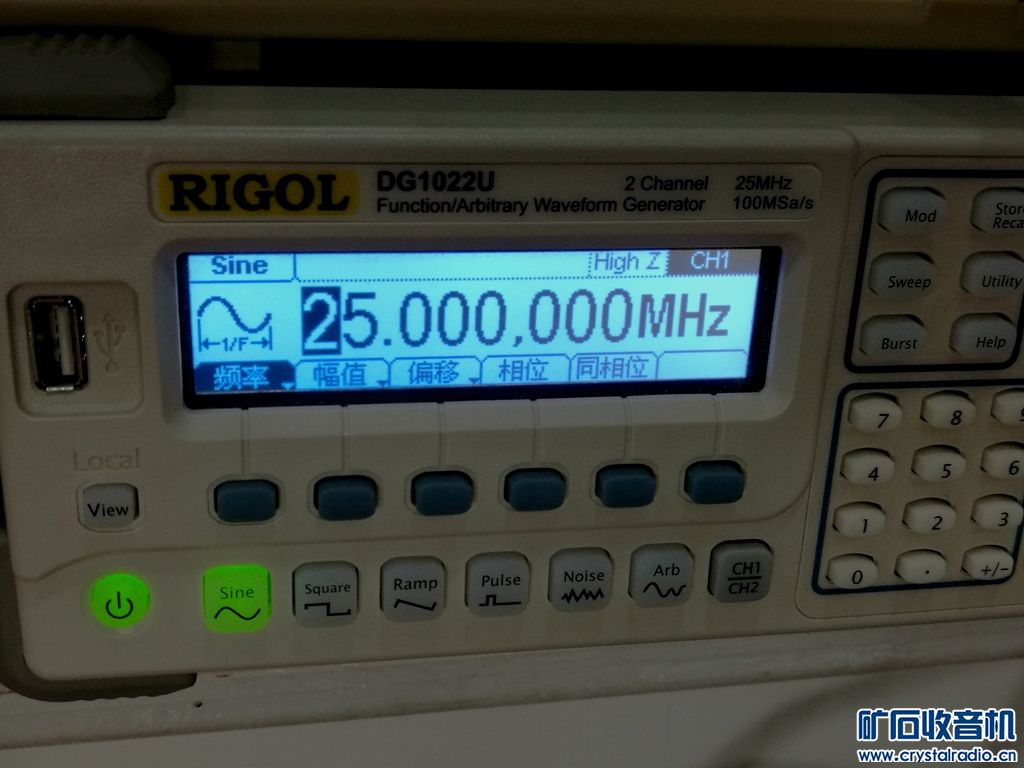 RIGOL DG1022U 2 Channel 25MHz
Function/Arbitrary Waveform Generator 100MSa/s
Sine High Z CH1
25.000,000MHz
1/F
频率 幅值 偏移 相位 同相位
Mod
Sweep Utility
Burst Help
7 8
4 5 6
1 2 3
0 . +/-
Local
View
Sine Square Ramp Pulse Noise Arb CH1
CH2
矿石收音机
www.crystalradio.cn